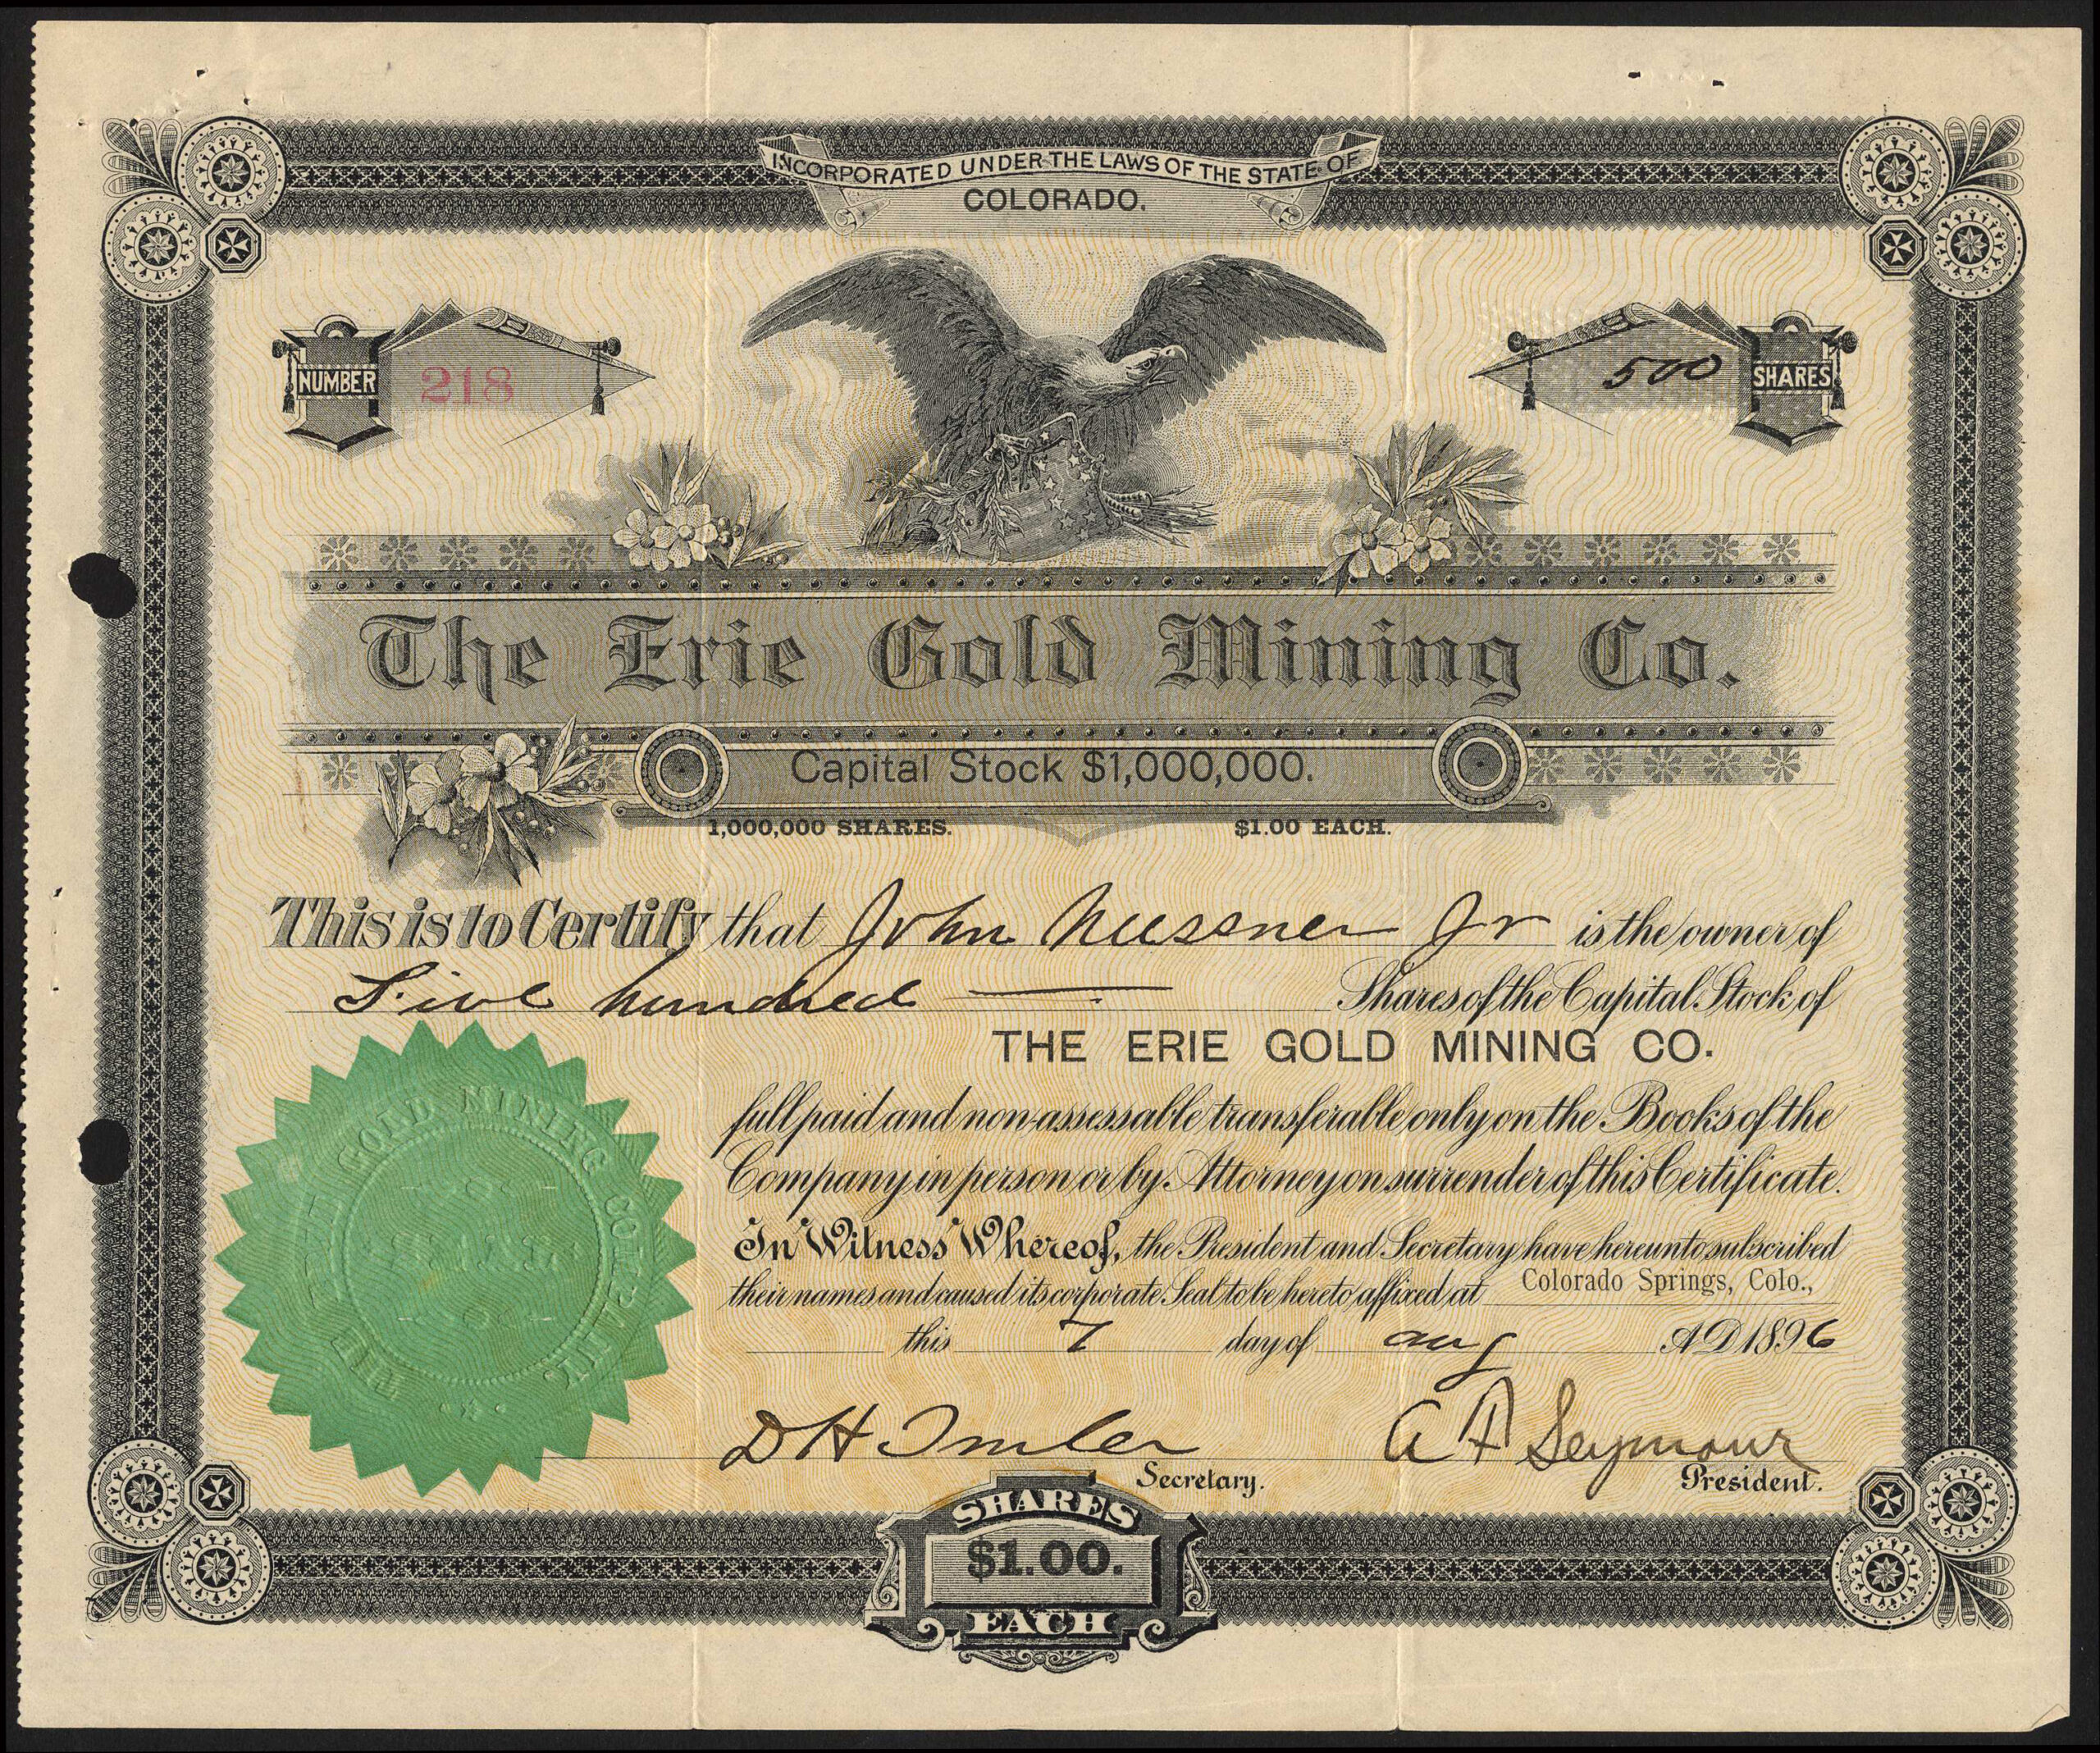 INCORPORATED UNDER THE LAWS OF THE STATE OF
COLORADO.
NUMBER 218
500 SHARES
The Erie Gold Mining Co.
Capital Stock $1,000,000.
1,000,000 SHARES. $1.00 EACH.
This is to Certify that John Nussner Jr is the owner of
Five hundred Shares of the Capital Stock of
THE ERIE GOLD MINING CO.
full paid and non-assessable transferable only on the Books of the
Company in person or by Attorney on surrender of this Certificate.
In Witness Whereof, the President and Secretary have hereunto subscribed
their names and caused its corporate Seal to be hereto affixed at Colorado Springs, Colo.,
this 7 day of aug A.D. 1896
D H Imler A F Seymour
Secretary. President.
THE ERIE GOLD MINING COMPANY.
SEAL
SHARES
$1.00.
EACH